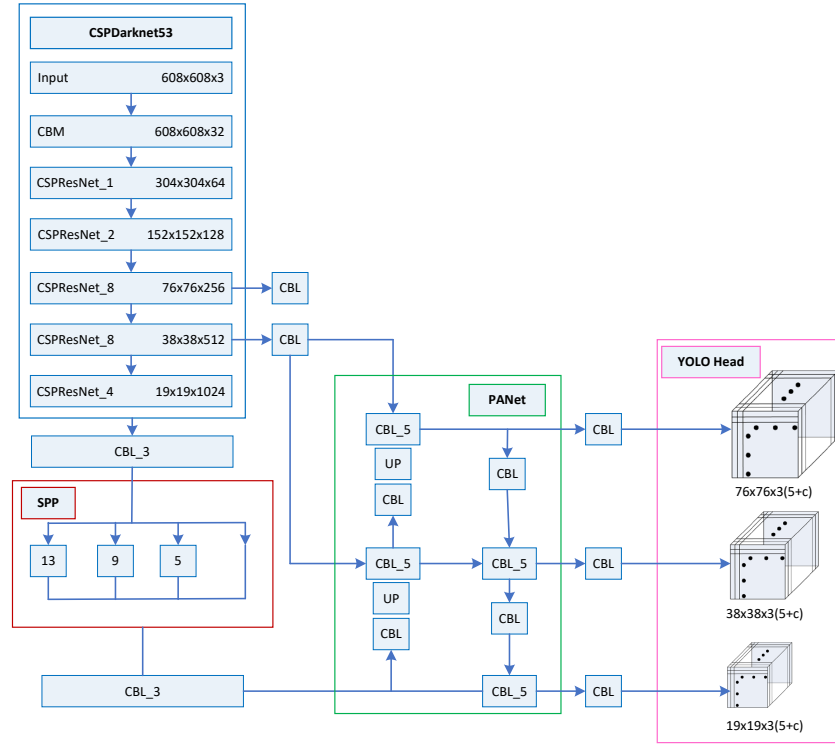 CSPDarknet53
Input 608x608x3
CBM 608x608x32
CSPResNet_1 304x304x64
CSPResNet_2 152x152x128
CSPResNet_8 76x76x256
CBL
CSPResNet_8 38x38x512
CBL
CSPResNet_4 19x19x1024
CBL_3
SPP
13 9 5
CBL_3
PANet
CBL_5
UP
CBL
CBL
CBL_5
CBL_5
UP
CBL
CBL
CBL_5
CBL
CBL
CBL
YOLO Head
76x76x3(5+c)
38x38x3(5+c)
19x19x3(5+c)